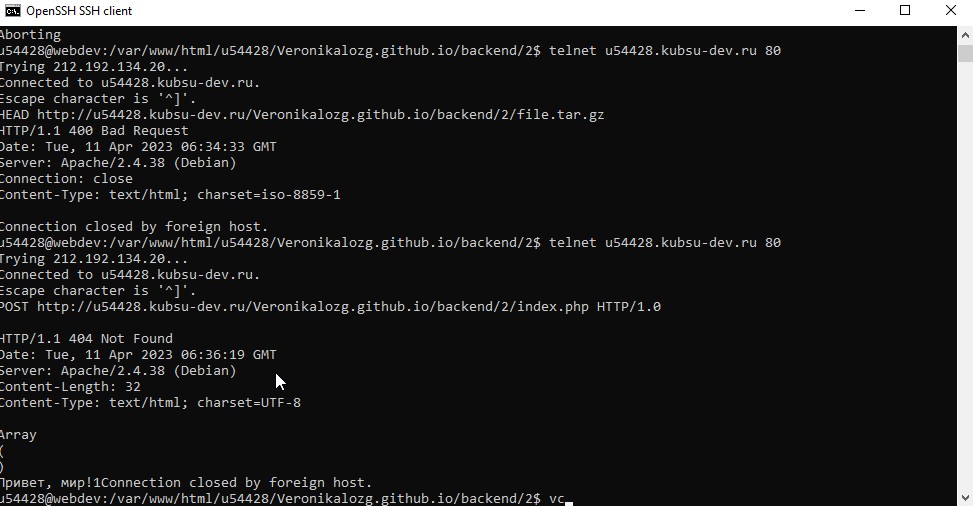 OpenSSH SSH client
Aborting
u54428@webdev:/var/www/html/u54428/Veronikalozg.github.io/backend/2$ telnet u54428.kubsu-dev.ru 80
Trying 212.192.134.20...
Connected to u54428.kubsu-dev.ru.
Escape character is '^]'.
HEAD http://u54428.kubsu-dev.ru/Veronikalozg.github.io/backend/2/file.tar.gz
HTTP/1.1 400 Bad Request
Date: Tue, 11 Apr 2023 06:34:33 GMT
Server: Apache/2.4.38 (Debian)
Connection: close
Content-Type: text/html; charset=iso-8859-1
Connection closed by foreign host.
u54428@webdev:/var/www/html/u54428/Veronikalozg.github.io/backend/2$ telnet u54428.kubsu-dev.ru 80
Trying 212.192.134.20...
Connected to u54428.kubsu-dev.ru.
Escape character is '^]'.
POST http://u54428.kubsu-dev.ru/Veronikalozg.github.io/backend/2/index.php HTTP/1.0
HTTP/1.1 404 Not Found
Date: Tue, 11 Apr 2023 06:36:19 GMT
Server: Apache/2.4.38 (Debian)
Content-Length: 32
Content-Type: text/html; charset=UTF-8
Array
(
)
Привет, мир!1Connection closed by foreign host.
u54428@webdev:/var/www/html/u54428/Veronikalozg.github.io/backend/2$ vc